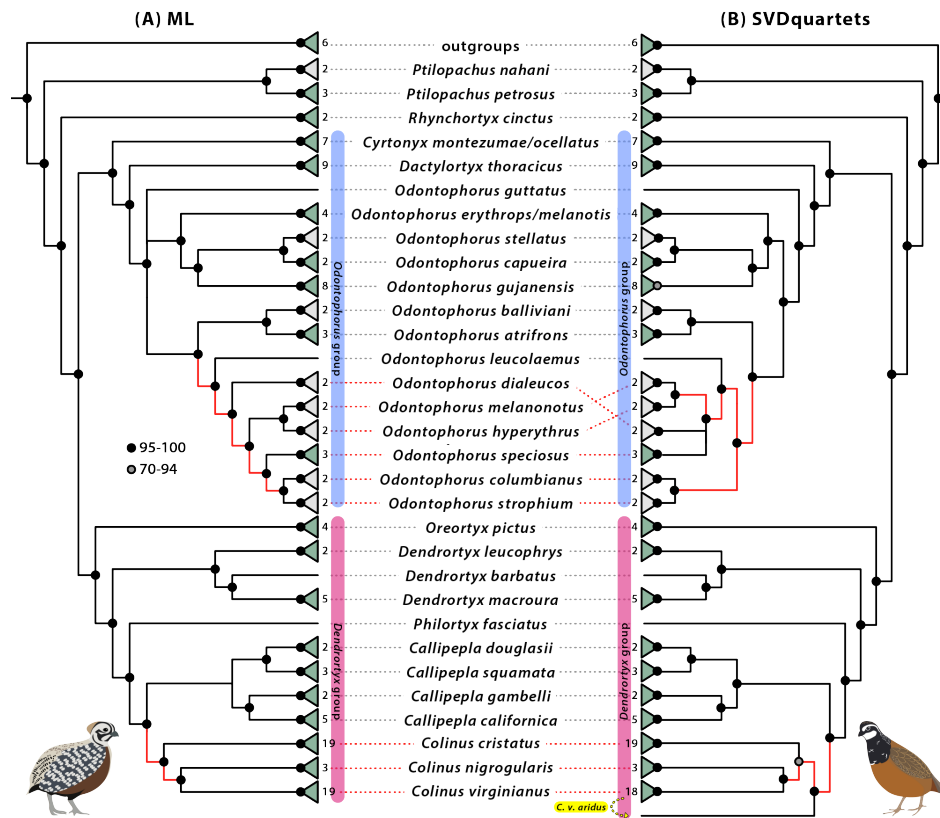 (A) ML
(B) SVDquartets
6 outgroups 6
2 Ptilopachus nahani 2
3 Ptilopachus petrosus 3
2 Rhynchortyx cinctus 2
7 Cyrtonyx montezumae/ocellatus 7
9 Dactylortyx thoracicus 9
Odontophorus guttatus
4 Odontophorus erythrops/melanotis 4
2 Odontophorus stellatus 2
2 Odontophorus capueira 2
8 Odontophorus gujanensis 8
2 Odontophorus balliviani 2
3 Odontophorus atrifrons 3
Odontophorus leucolaemus
2 Odontophorus dialeucos 2
2 Odontophorus melanonotus 2
2 Odontophorus hyperythrus 2
3 Odontophorus speciosus 3
2 Odontophorus columbianus 2
2 Odontophorus strophium 2
4 Oreortyx pictus 4
2 Dendrortyx leucophrys 2
Dendrortyx barbatus
5 Dendrortyx macroura 5
Philortyx fasciatus
2 Callipepla douglasii 2
3 Callipepla squamata 3
2 Callipepla gambelli 2
5 Callipepla californica 5
19 Colinus cristatus 19
3 Colinus nigrogularis 3
19 Colinus virginianus 18
C. v. aridus
Odontophorus group
Odontophorus group
Dendrortyx group
Dendrortyx group
95-100
70-94